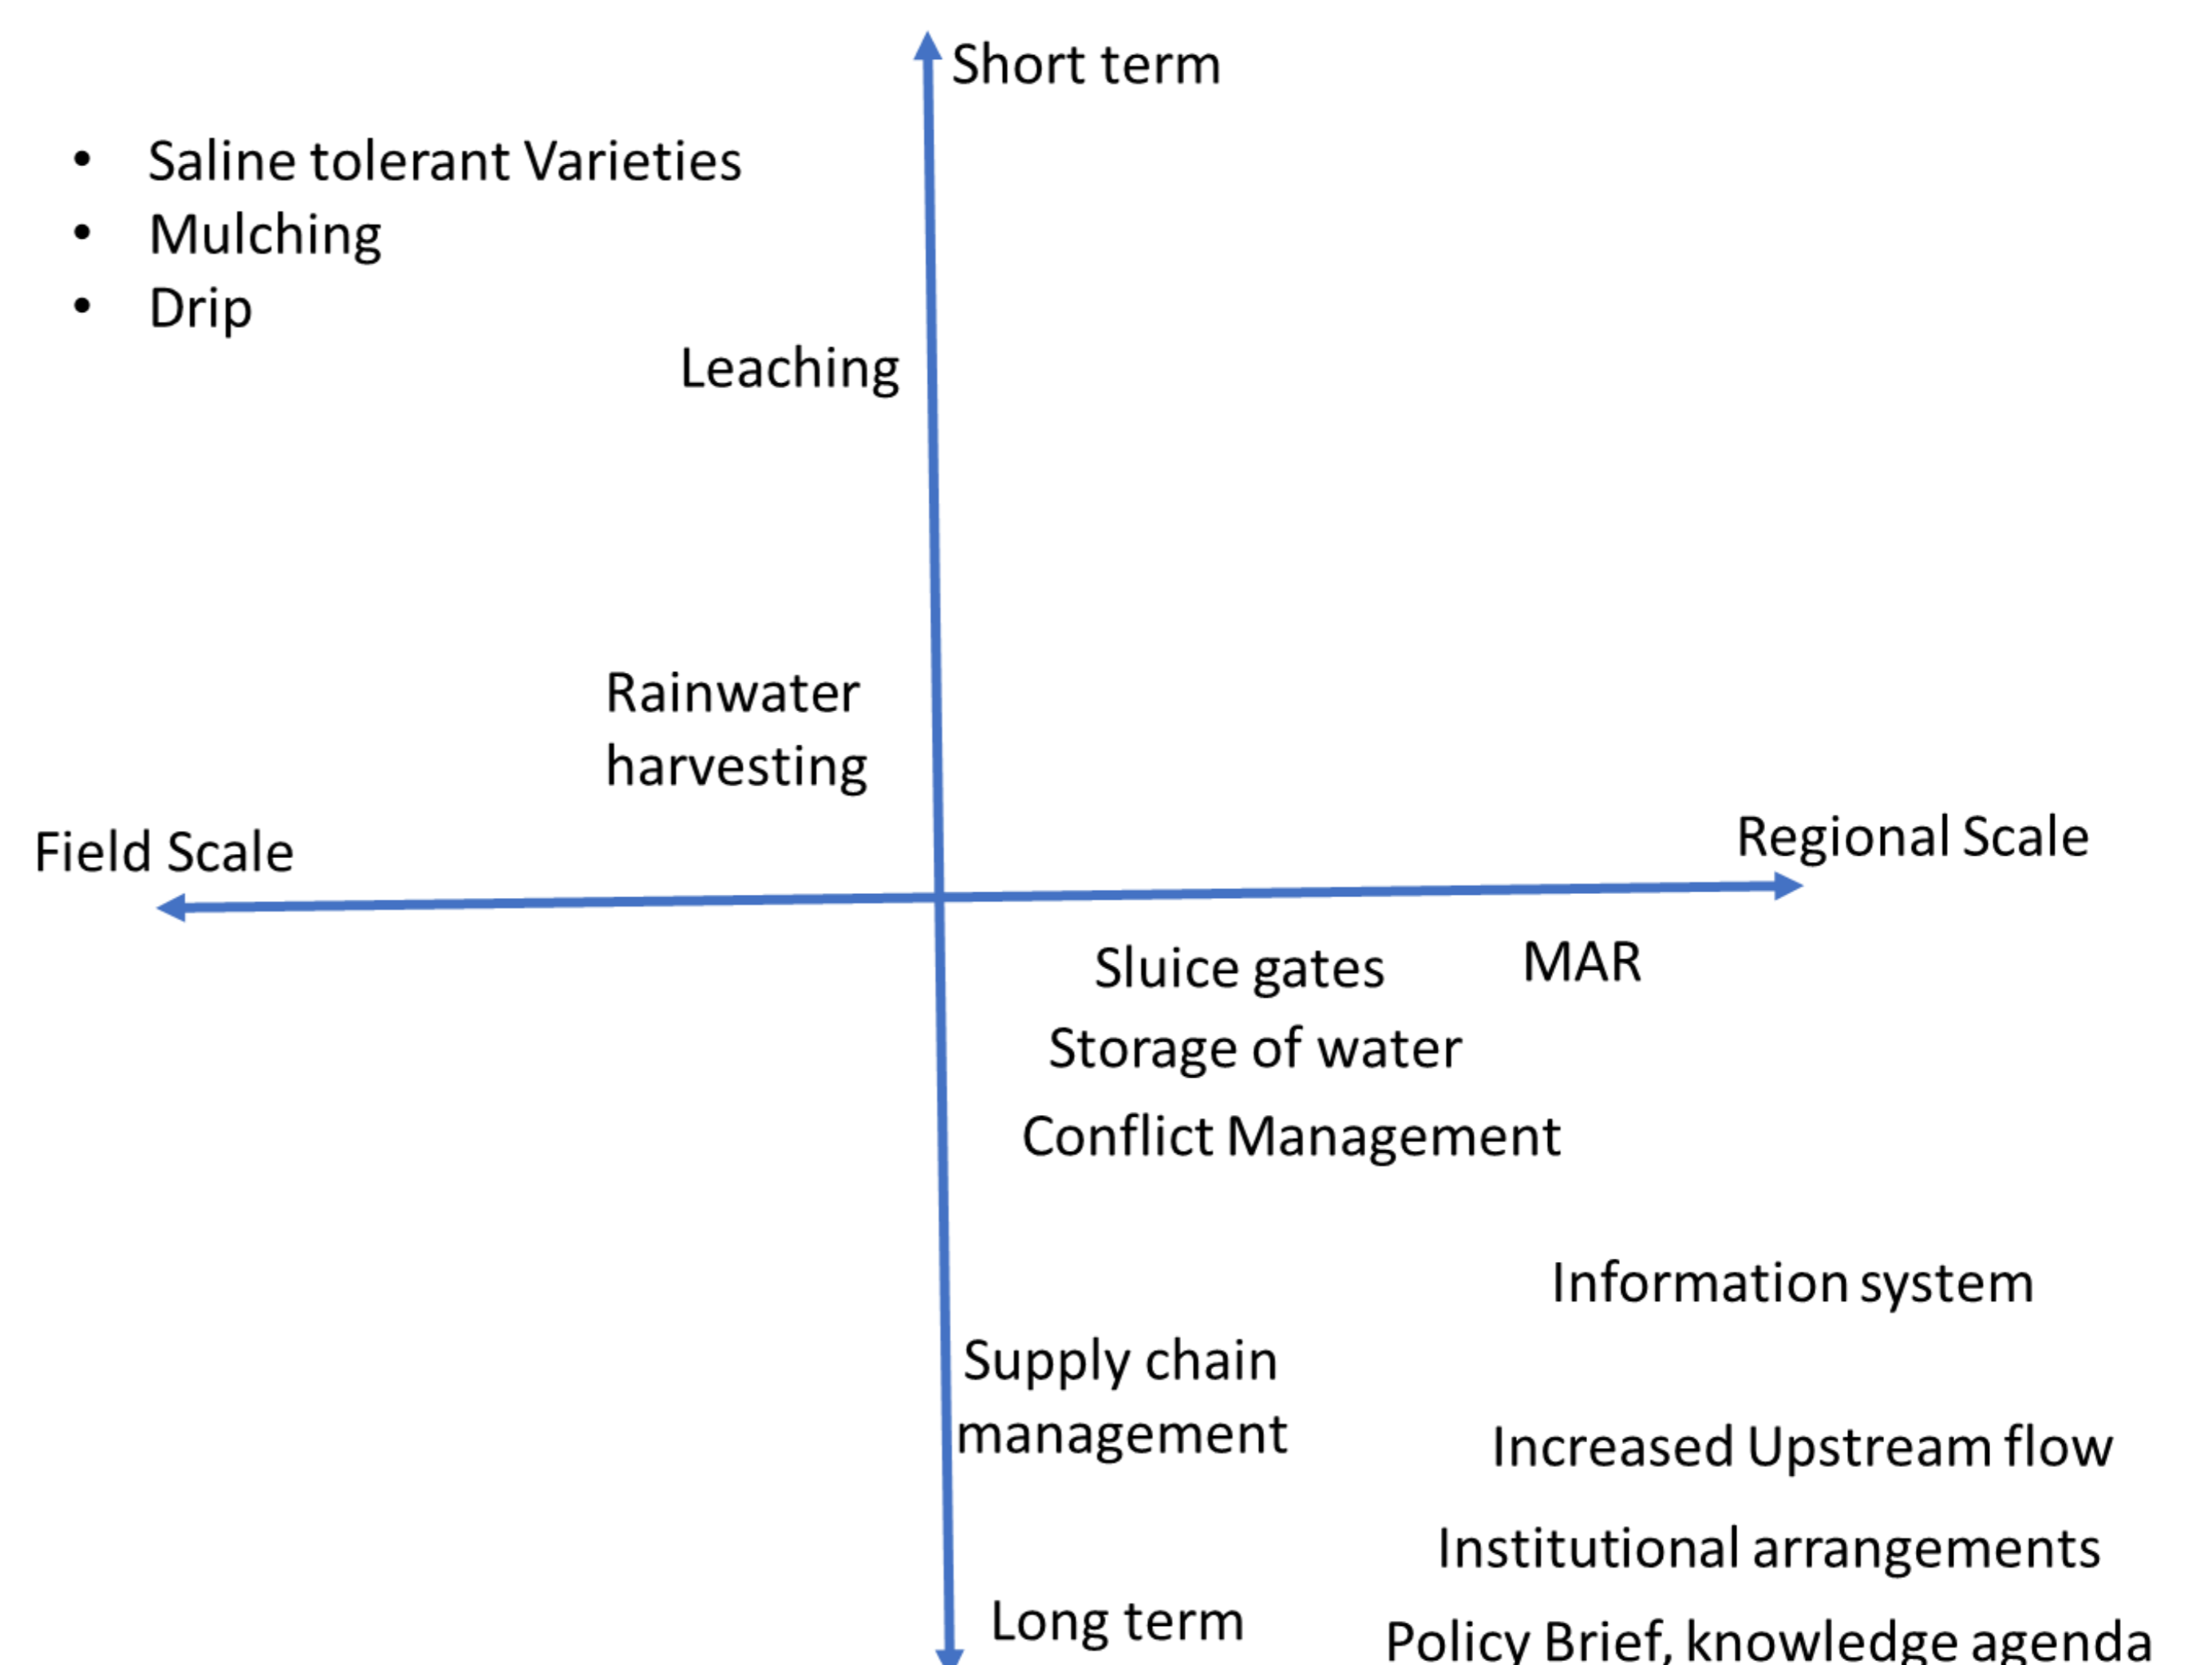 Short term
• Saline tolerant Varieties
• Mulching
• Drip
Leaching
Rainwater
harvesting
Field Scale
Regional Scale
Sluice gates
MAR
Storage of water
Conflict Management
Information system
Supply chain
management
Increased Upstream flow
Institutional arrangements
Long term
Policy Brief, knowledge agenda